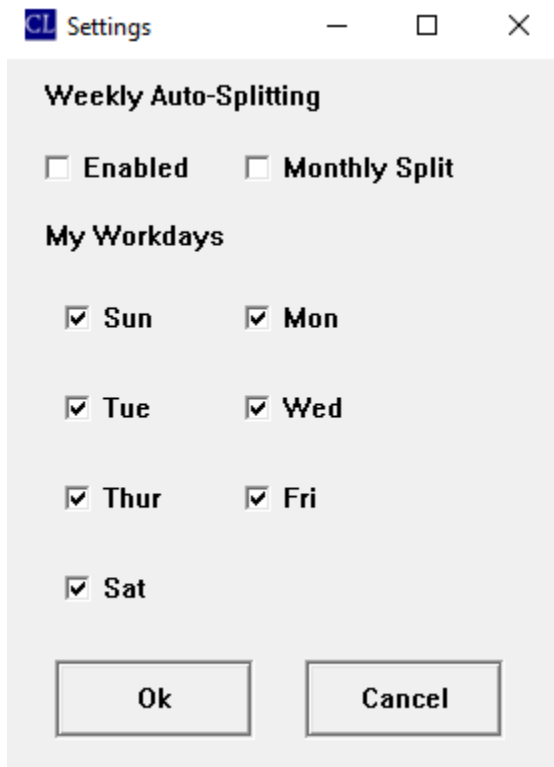 CL Settings
Weekly Auto-Splitting
Enabled Monthly Split
My Workdays
Sun Mon
Tue Wed
Thur Fri
Sat
Ok Cancel